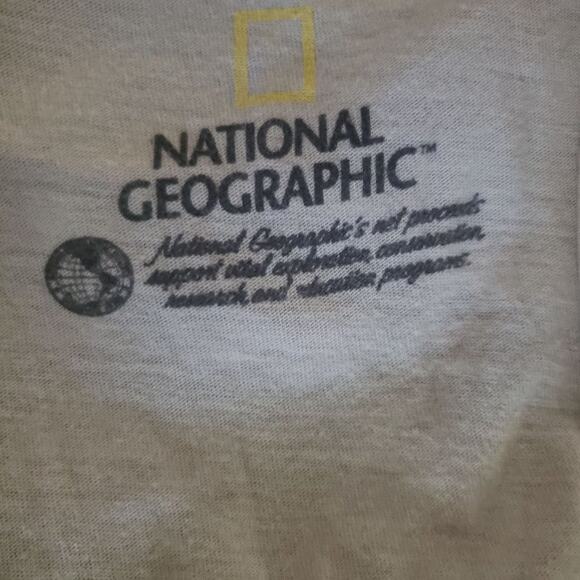 NATIONAL
GEOGRAPHIC™
National Geographic's net proceeds
support vital exploration, conservation,
research, and education programs.